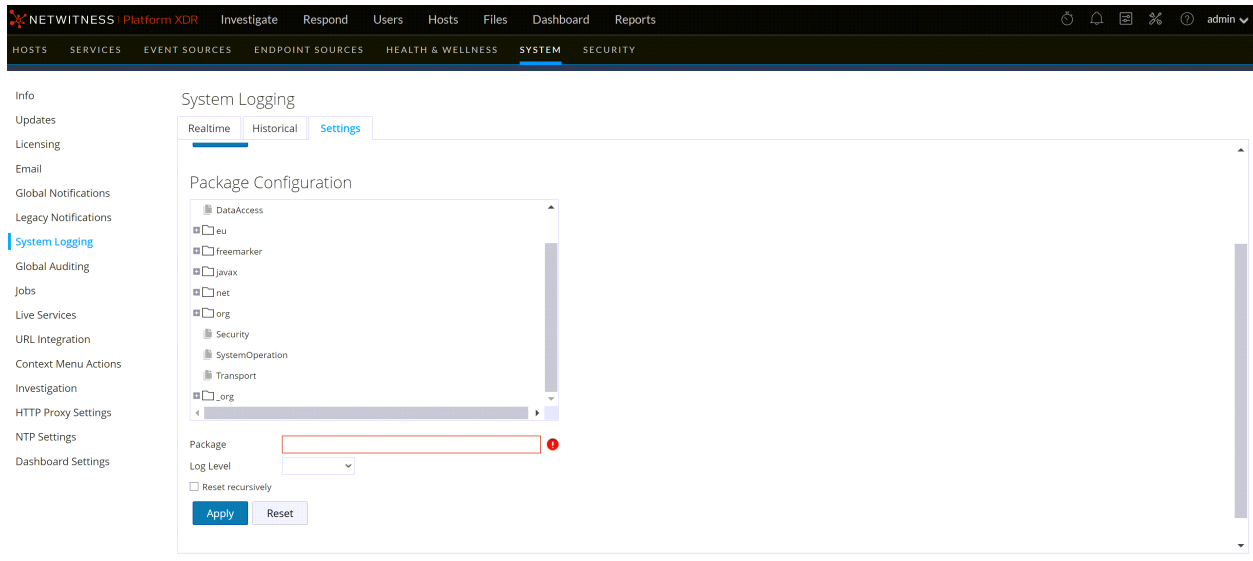 NETWITNESS | Platform XDR Investigate Respond Users Hosts Files Dashboard Reports admin
HOSTS SERVICES EVENT SOURCES ENDPOINT SOURCES HEALTH & WELLNESS SYSTEM SECURITY
Info
Updates
Licensing
Email
Global Notifications
Legacy Notifications
System Logging
Global Auditing
Jobs
Live Services
URL Integration
Context Menu Actions
Investigation
HTTP Proxy Settings
NTP Settings
Dashboard Settings
System Logging
Realtime Historical Settings
Package Configuration
DataAccess
eu
freemarker
javax
net
org
Security
SystemOperation
Transport
_org
Package
Log Level
Reset recursively
Apply Reset